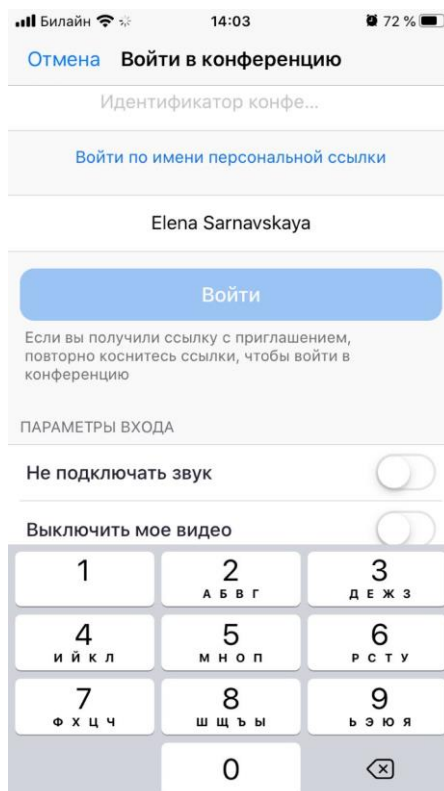 Билайн 14:03 72 %
Отмена Войти в конференцию
Идентификатор конфе...
Войти по имени персональной ссылки
Elena Sarnavskaya
Войти
Если вы получили ссылку с приглашением,
повторно коснитесь ссылки, чтобы войти в
конференцию
ПАРАМЕТРЫ ВХОДА
Не подключать звук
Выключить мое видео
1 2 3
А Б В Г Д Е Ж З
4 5 6
И Й К Л М Н О П Р С Т У
7 8 9
Ф Х Ц Ч Ш Щ Ъ Ы Ь Э Ю Я
0